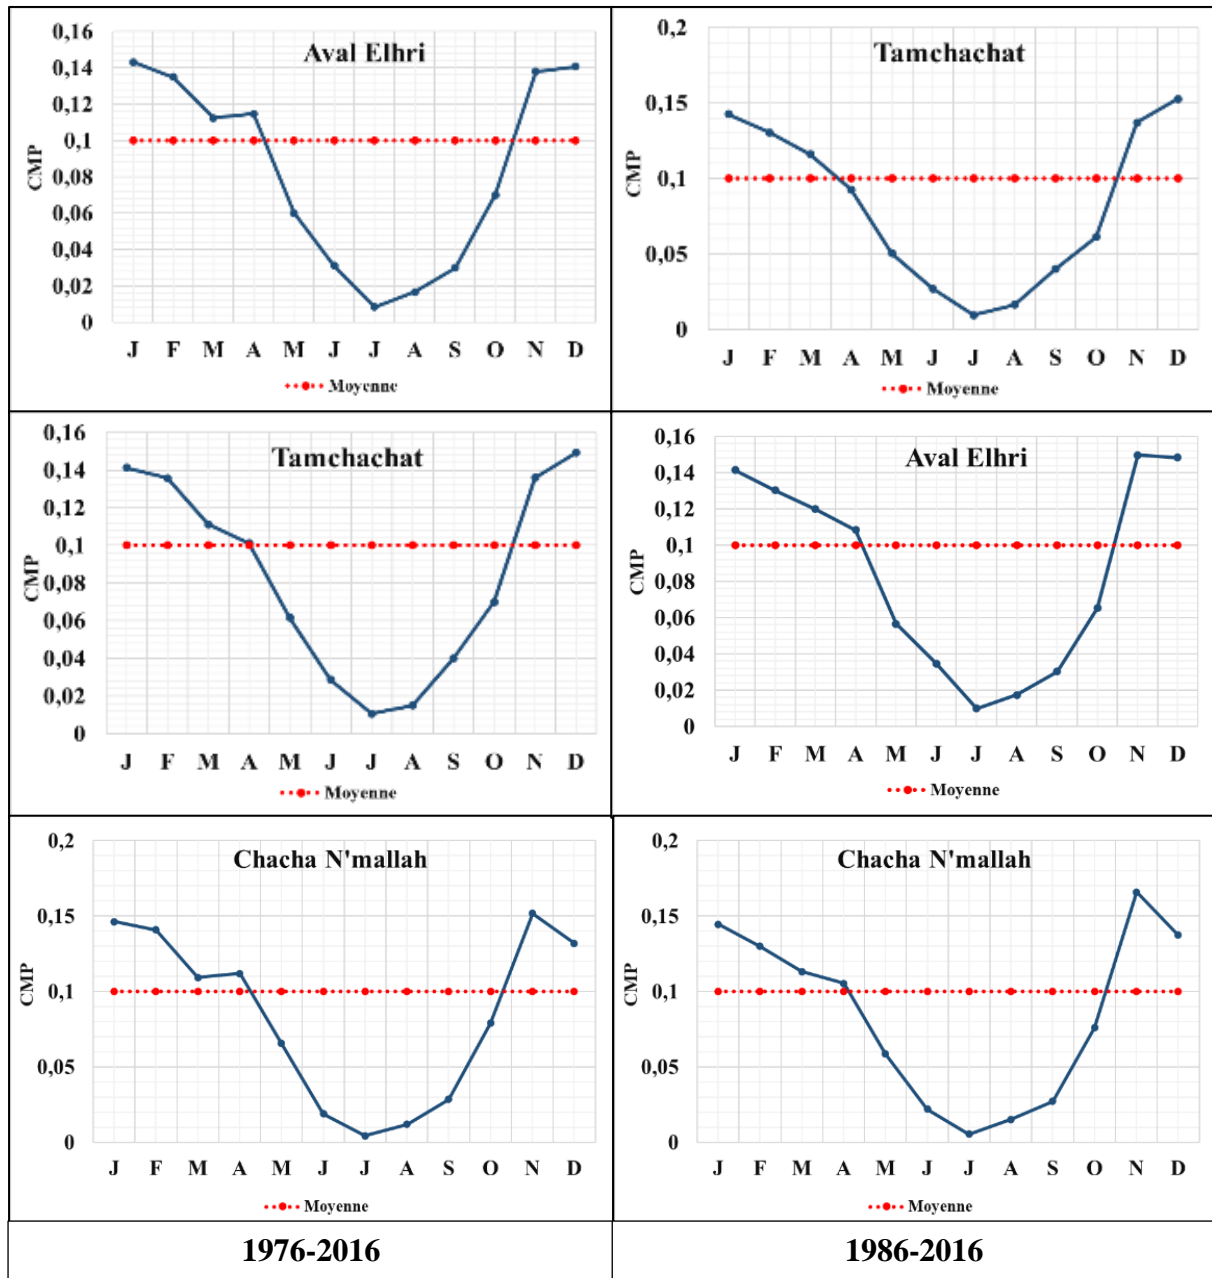 Aval Elhri
CMP
0,16
0,14
0,12
0,1
0,08
0,06
0,04
0,02
0
J F M A M J J A S O N D
Moyenne
Tamchachat
CMP
0,2
0,15
0,1
0,05
0
J F M A M J J A S O N D
Moyenne
Tamchachat
CMP
0,16
0,14
0,12
0,1
0,08
0,06
0,04
0,02
0
J F M A M J J A S O N D
Moyenne
Aval Elhri
CMP
0,16
0,14
0,12
0,1
0,08
0,06
0,04
0,02
0
J F M A M J J A S O N D
Moyenne
Chacha N'mallah
CMP
0,2
0,15
0,1
0,05
0
J F M A M J J A S O N D
Moyenne
Chacha N'mallah
CMP
0,2
0,15
0,1
0,05
0
J F M A M J J A S O N D
Moyenne
1976-2016
1986-2016